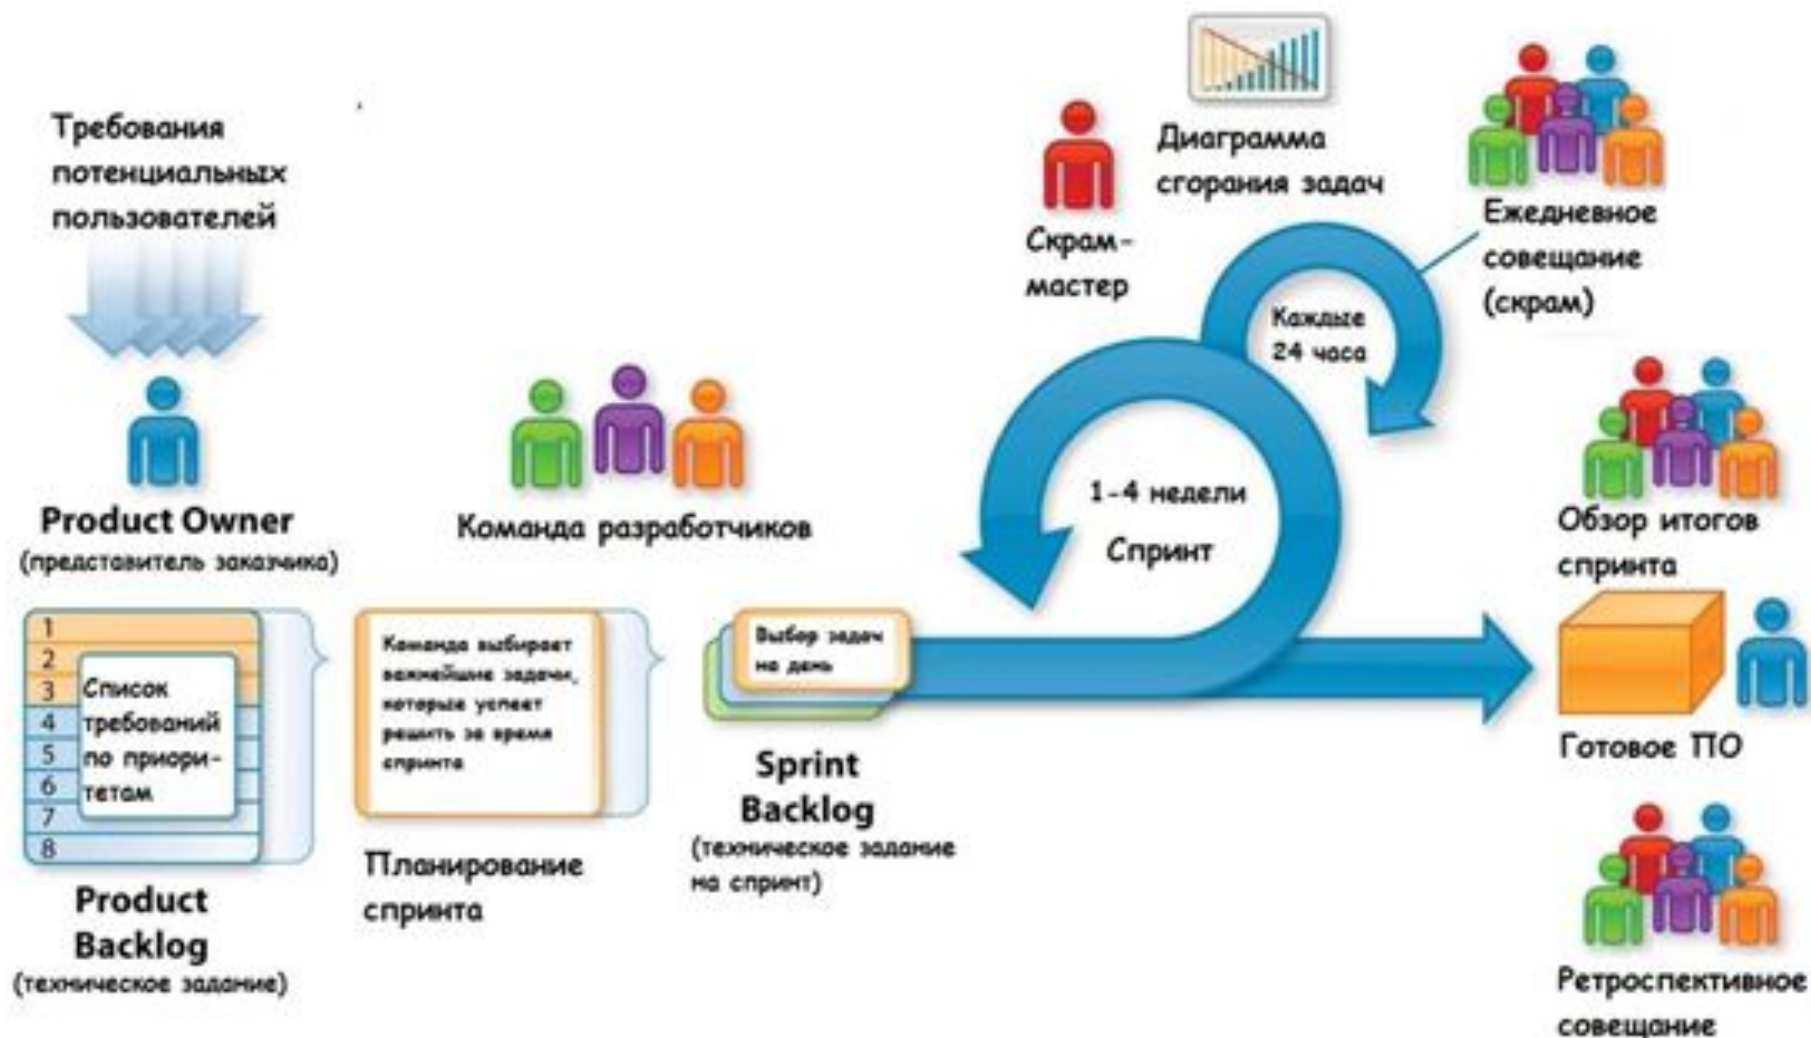 Требования
потенциальных
пользователей
Product Owner
(представитель заказчика)
1
2
3
4
5
6
7
8
Список
требований
по приори-
тетам
Product
Backlog
(техническое задание)
Команда разработчиков
Команда выбирает
важнейшие задачи,
которые успеет
решить за время
спринта
Планирование
спринта
Выбор задач
на день
Sprint
Backlog
(техническое задание
на спринт)
Скрам-
мастер
Диаграмма
сгорания задач
Каждые
24 часа
1-4 недели
Спринт
Ежедневное
совещание
(скрам)
Обзор итогов
спринта
Готовое ПО
Ретроспективное
совещание